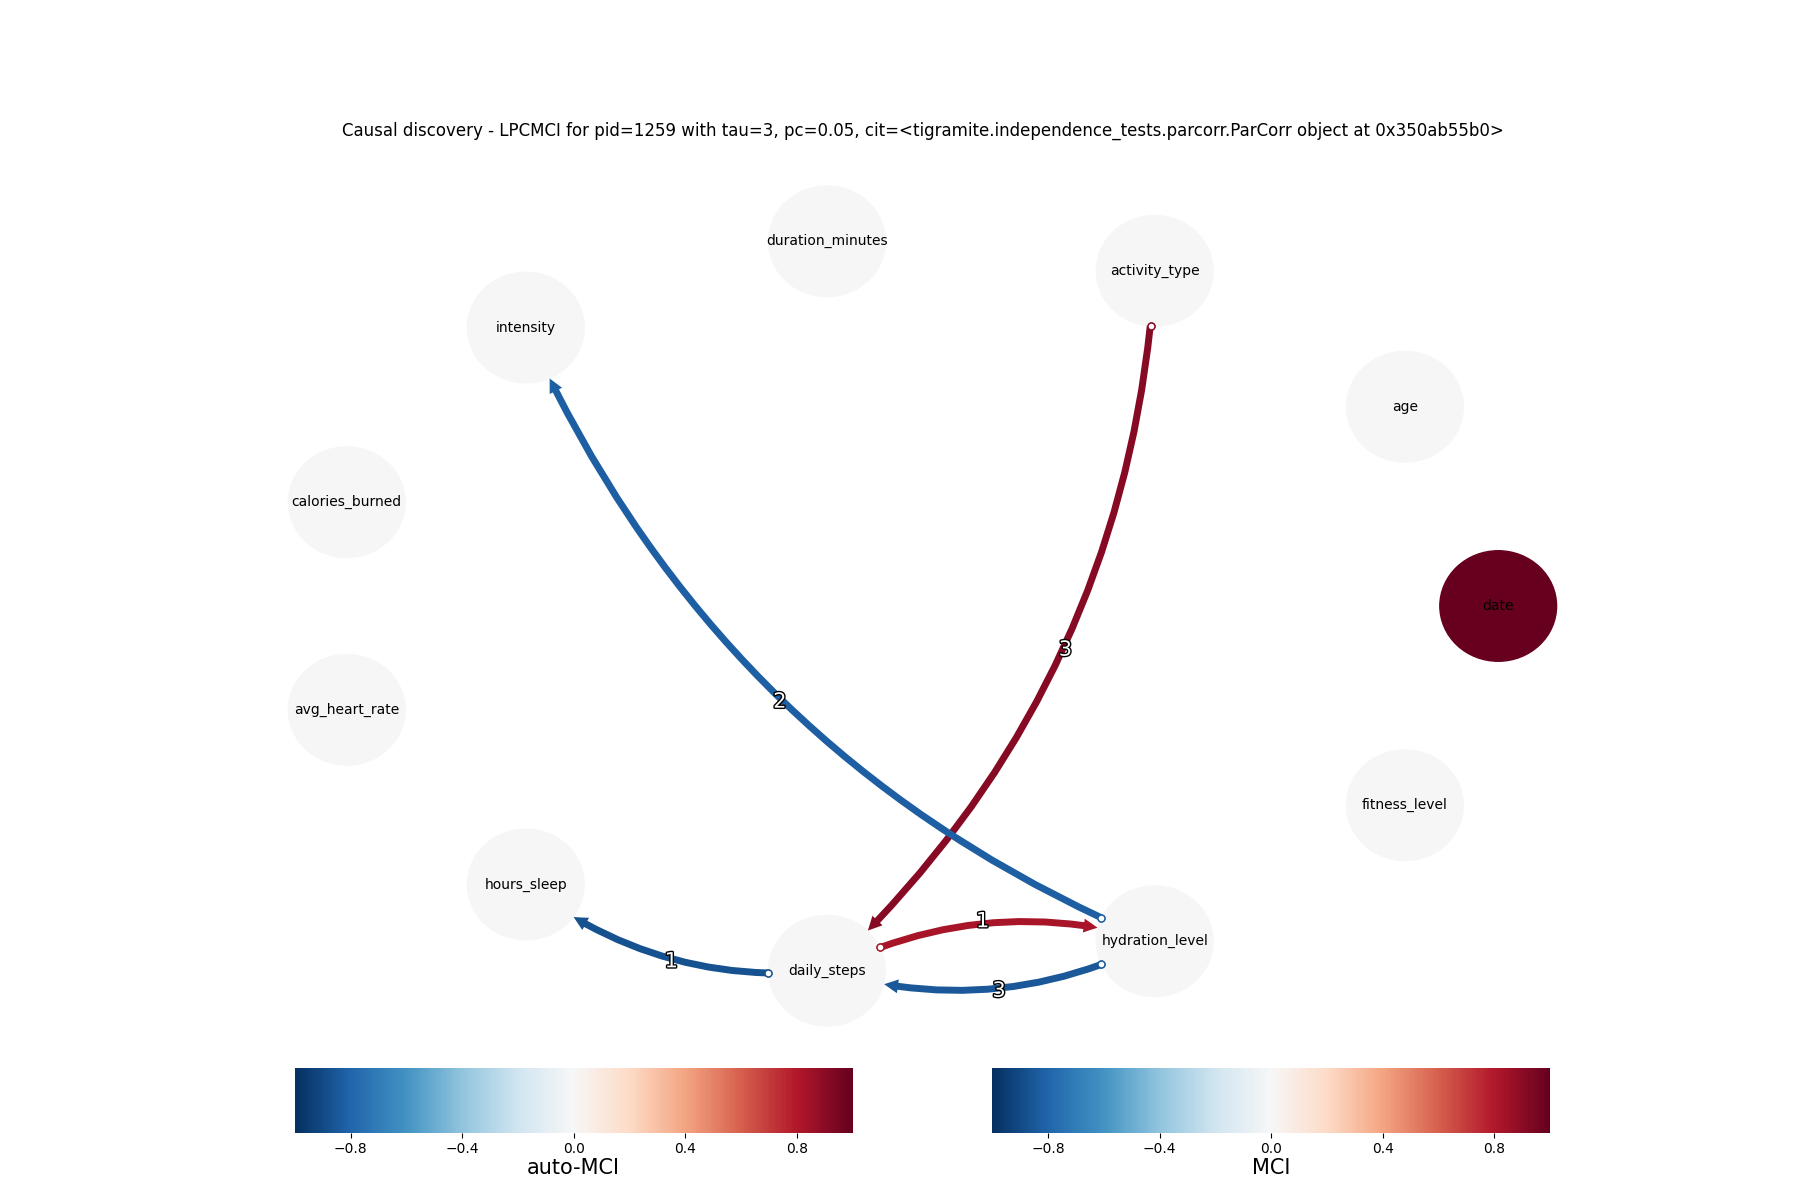 Causal discovery - LPCMCI for pid=1259 with tau=3, pc=0.05, cit=<tigramite.independence_tests.parcorr.ParCorr object at 0x350ab55b0>
duration_minutes
activity_type
intensity
age
calories_burned
date
3
2
avg_heart_rate
fitness_level
hours_sleep
1
hydration_level
1
daily_steps
3
−0.8 −0.4 0.0 0.4 0.8
auto-MCI
−0.8 −0.4 0.0 0.4 0.8
MCI